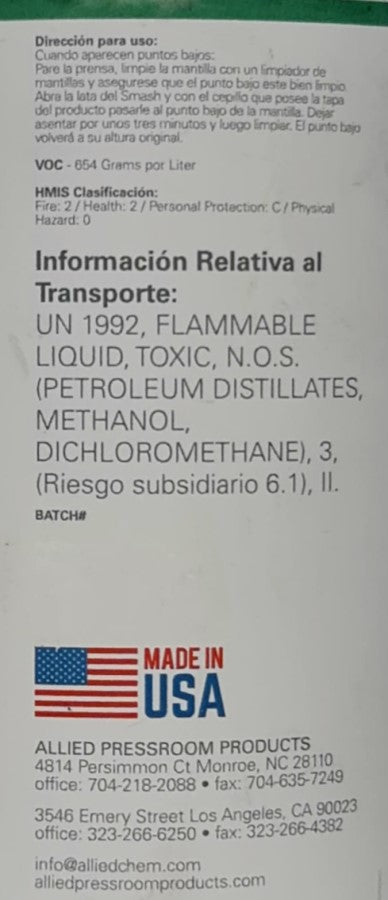 Dirección para uso:
Cuando aparecen puntos bajos:
Pare la prensa, limpie la mantilla con un limpiador de
mantillas y asegurese que el punto bajo este bien limpio.
Abra la lata del Smash y con el cepillo que posee la tapa
del producto pasarle al punto bajo de la mantilla. Dejar
asentar por unos tres minutos y luego limpiar. El punto bajo
volverá a su altura original.
VOC - 654 Grams por Liter
HMIS Clasificación:
Fire: 2 / Health: 2 / Personal Protection: C / Physical
Hazard: 0
Información Relativa al
Transporte:
UN 1992, FLAMMABLE
LIQUID, TOXIC, N.O.S.
(PETROLEUM DISTILLATES,
METHANOL,
DICHLOROMETHANE), 3,
(Riesgo subsidiario 6.1), II.
BATCH#
MADE IN
USA
ALLIED PRESSROOM PRODUCTS
4814 Persimmon Ct Monroe, NC 28110
office: 704-218-2088 • fax: 704-635-7249
3546 Emery Street Los Angeles, CA 90023
office: 323-266-6250 • fax: 323-266-4382
info@alliedchem.com
alliedpressroomproducts.com